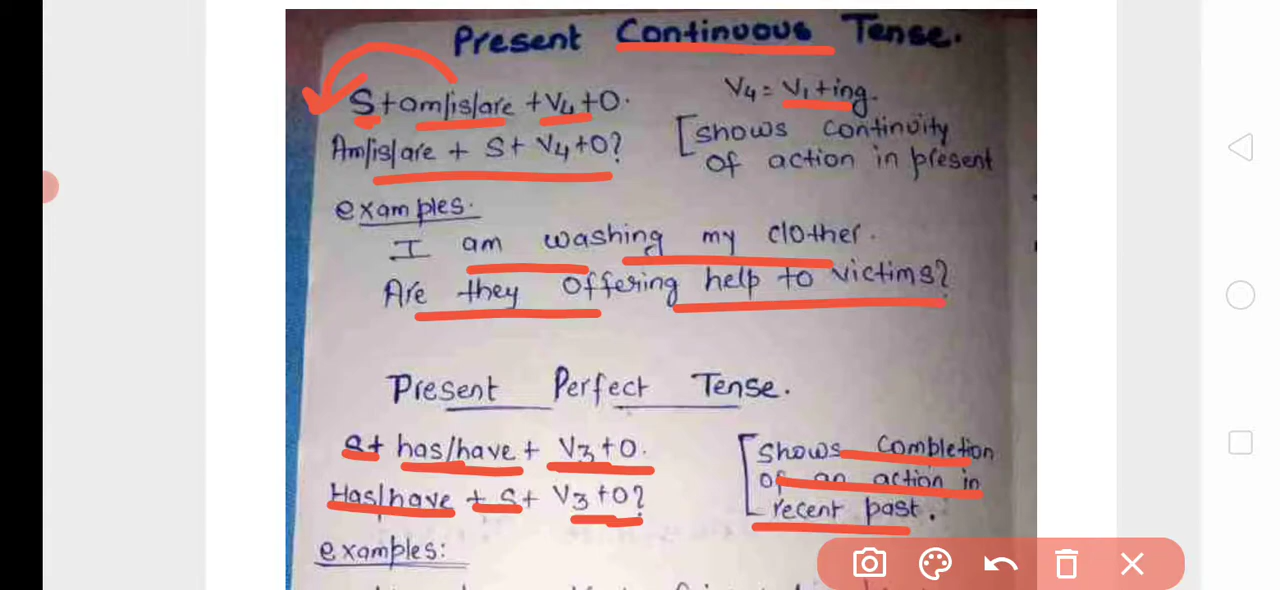 Present Continuous Tense.
S+am/is/are +V4+O.
V4 = V1+ing.
Am/is/are + S+ V4+O?
[shows continuity
of action in present
examples.
I am washing my clother.
Are they offering help to victims?
Present Perfect Tense.
S+ has/have + V3+O.
Has/have + S+ V3+O?
[shows completion
of an action in
recent past.
examples: